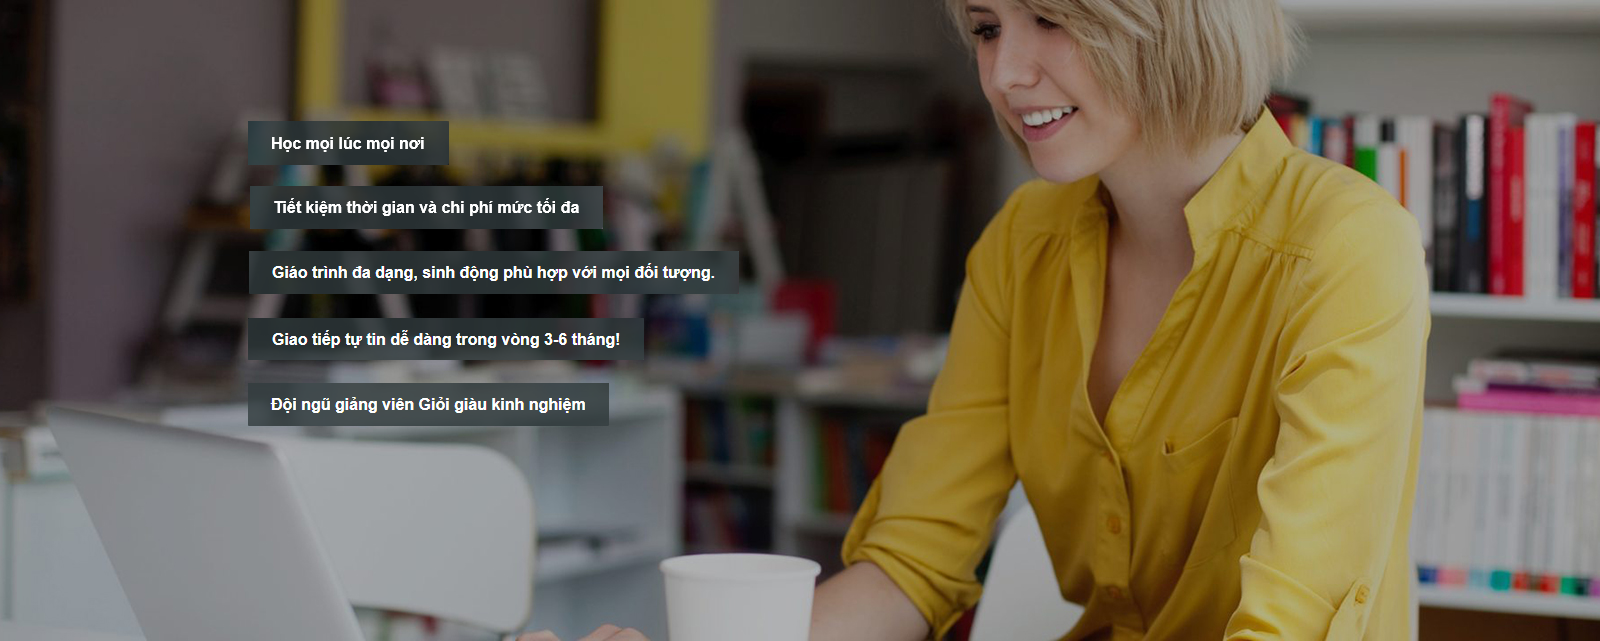 Học mọi lúc mọi nơi
Tiết kiệm thời gian và chi phí mức tối đa
Giáo trình đa dạng, sinh động phù hợp với mọi đối tượng.
Giao tiếp tự tin dễ dàng trong vòng 3-6 tháng!
Đội ngũ giảng viên Giỏi giàu kinh nghiệm